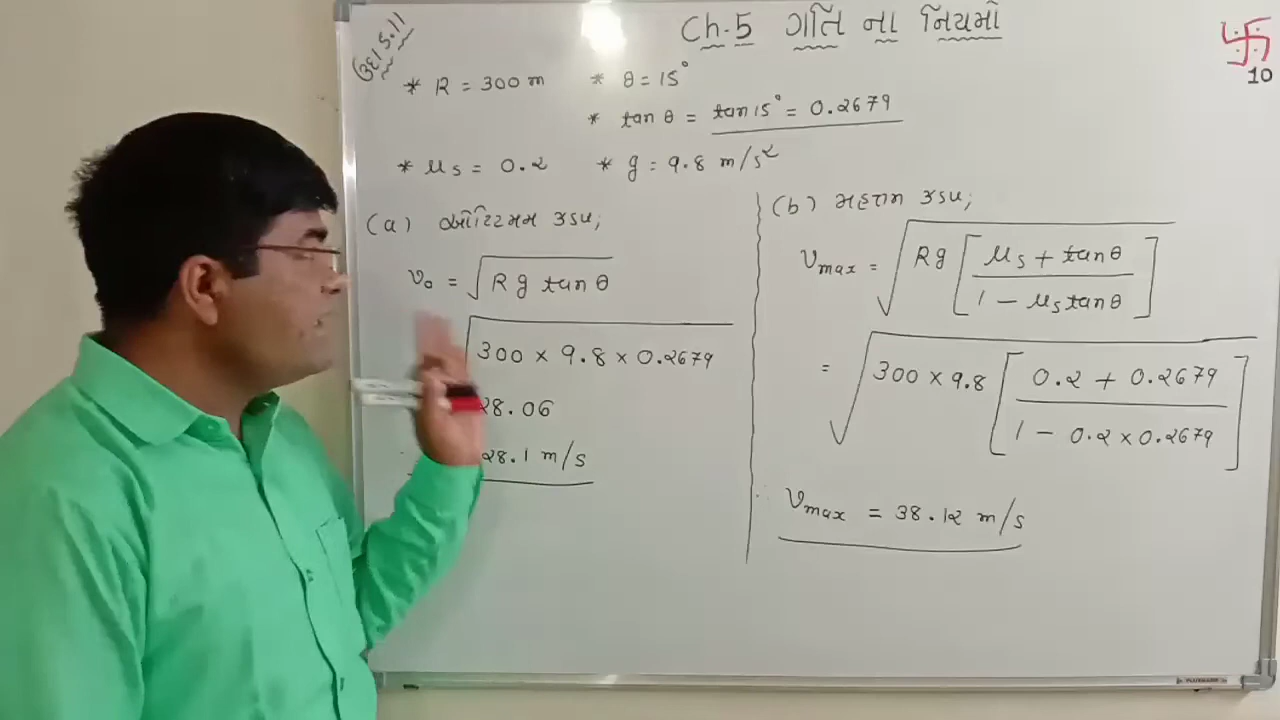 Ch-5 ગતિ ના નિયમો
ઉદા 5.11
10
* R = 300 m * θ = 15°
* tan θ = tan 15° = 0.2679
* μs = 0.2 * g = 9.8 m/s²
(a) ઓપ્ટિમમ ઝડપ,
v₀ = √ R g tan θ
300 × 9.8 × 0.2679
28.06
28.1 m/s
(b) મહત્તમ ઝડપ,
vmax = √ Rg [ μs + tanθ / 1 - μs tanθ ]
= √ 300 × 9.8 [ 0.2 + 0.2679 / 1 - 0.2 × 0.2679 ]
vmax = 38.12 m/s